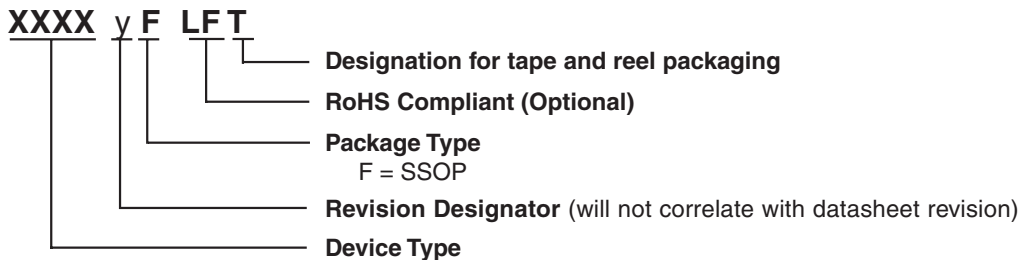 XXXX y F LF T
Designation for tape and reel packaging
RoHS Compliant (Optional)
Package Type
F = SSOP
Revision Designator (will not correlate with datasheet revision)
Device Type